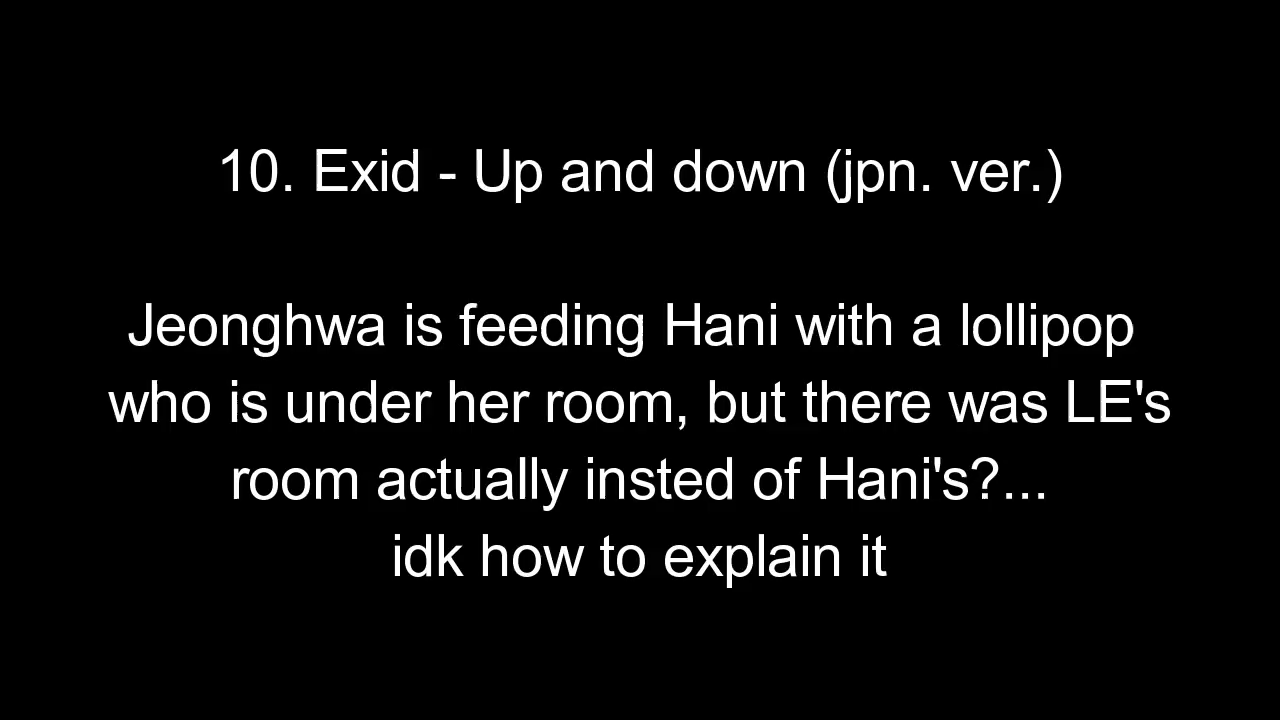 10. Exid - Up and down (jpn. ver.)
Jeonghwa is feeding Hani with a lollipop
who is under her room, but there was LE's
room actually insted of Hani's?...
idk how to explain it